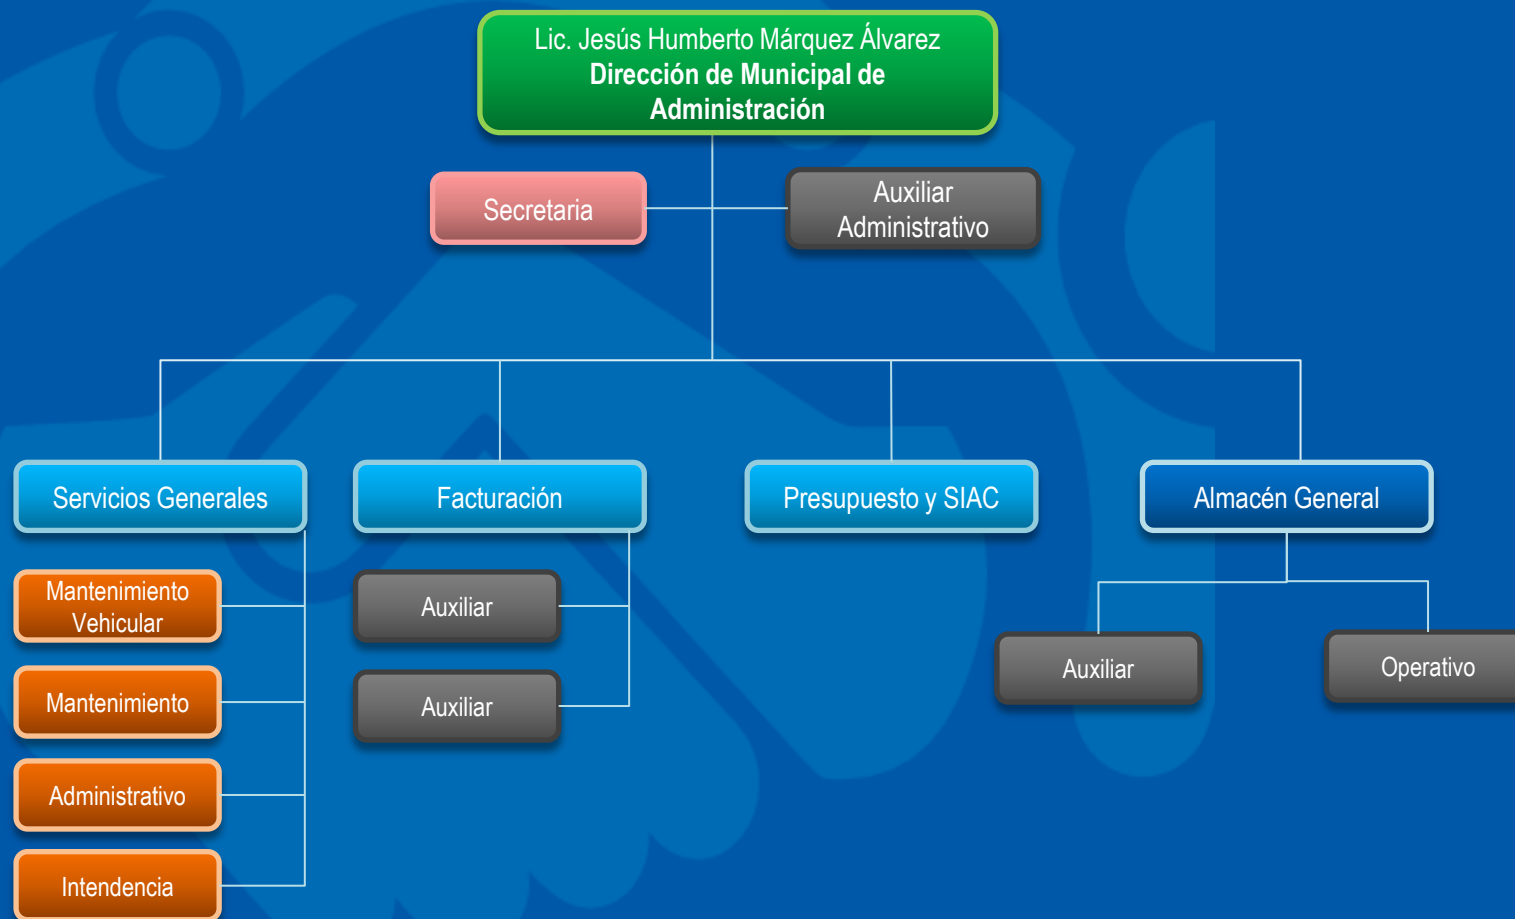 Lic. Jesús Humberto Márquez Álvarez
Dirección de Municipal de
Administración
Secretaria
Auxiliar
Administrativo
Servicios Generales
Facturación
Presupuesto y SIAC
Almacén General
Mantenimiento
Vehicular
Auxiliar
Auxiliar
Operativo
Mantenimiento
Auxiliar
Administrativo
Intendencia